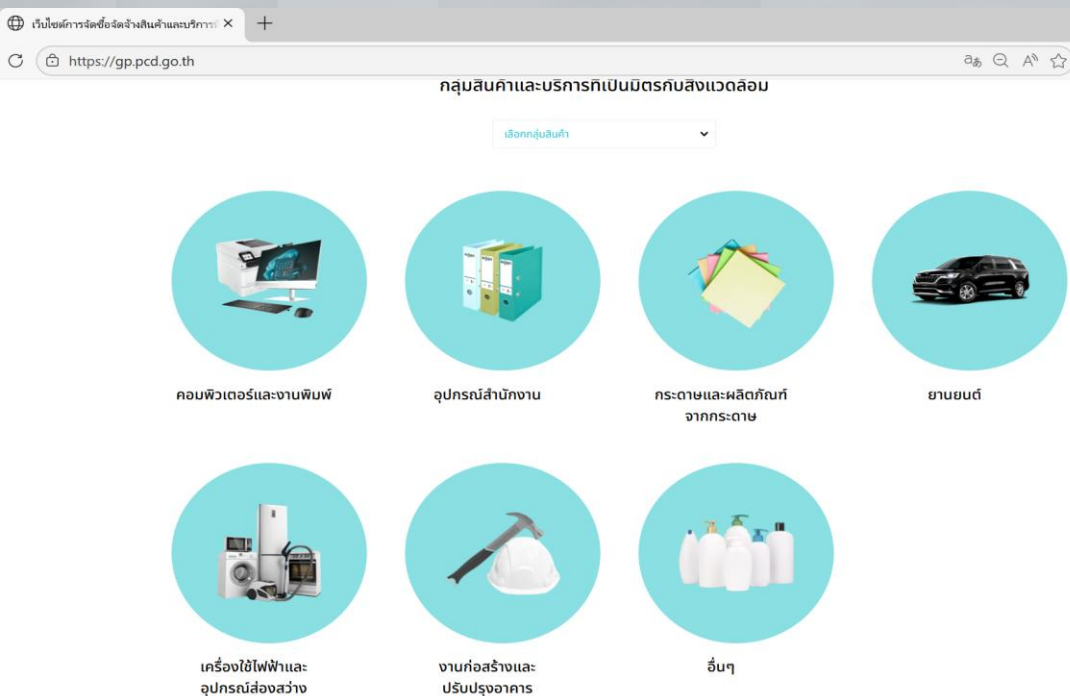 เว็บไซต์การจัดซื้อจัดจ้างสินค้าและบริการ
https://gp.pcd.go.th
กลุ่มสินค้าและบริการที่เป็นมิตรกับสิ่งแวดล้อม
เลือกกลุ่มสินค้า
คอมพิวเตอร์และงานพิมพ์
อุปกรณ์สำนักงาน
กระดาษและผลิตภัณฑ์
จากกระดาษ
ยานยนต์
เครื่องใช้ไฟฟ้าและ
อุปกรณ์ส่องสว่าง
งานก่อสร้างและ
ปรับปรุงอาคาร
อื่นๆ